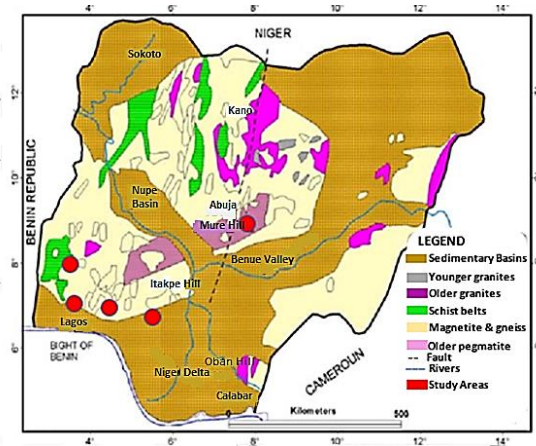 NIGER
4°
6°
8°
10°
12°
Sokoto
12°
Kano
10°
BENIN REPUBLIC
Nupe
Basin
Abuja
Mure Hill
8°
Benue Valley
Itakpe Hill
Lagos
6°
BIGHT OF
BENIN
Niger Delta
Oban Hill
Calabar
CAMEROUN
Kilometers
0
500
LEGEND
Sedimentary Basins
Younger granites
Older granites
Schist belts
Magnetite & gneiss
Older pegmatite
Fault
Rivers
Study Areas